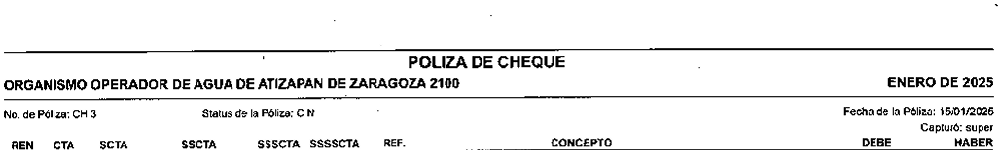 POLIZA DE CHEQUE
ORGANISMO OPERADOR DE AGUA DE ATIZAPAN DE ZARAGOZA 2100 ENERO DE 2025
No. de Póliza: CH 3 Status de la Póliza: C N Fecha de la Póliza: 15/01/2025
Capturó: super
REN CTA SCTA SSCTA SSSCTA SSSSCTA REF. CONCEPTO DEBE HABER